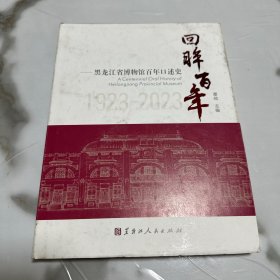 回眸百年
——黑龙江省博物馆百年口述史
A Centennial Oral History of
Heilongjiang Provincial Museum
1923-2023
主编
黑龙江人民出版社